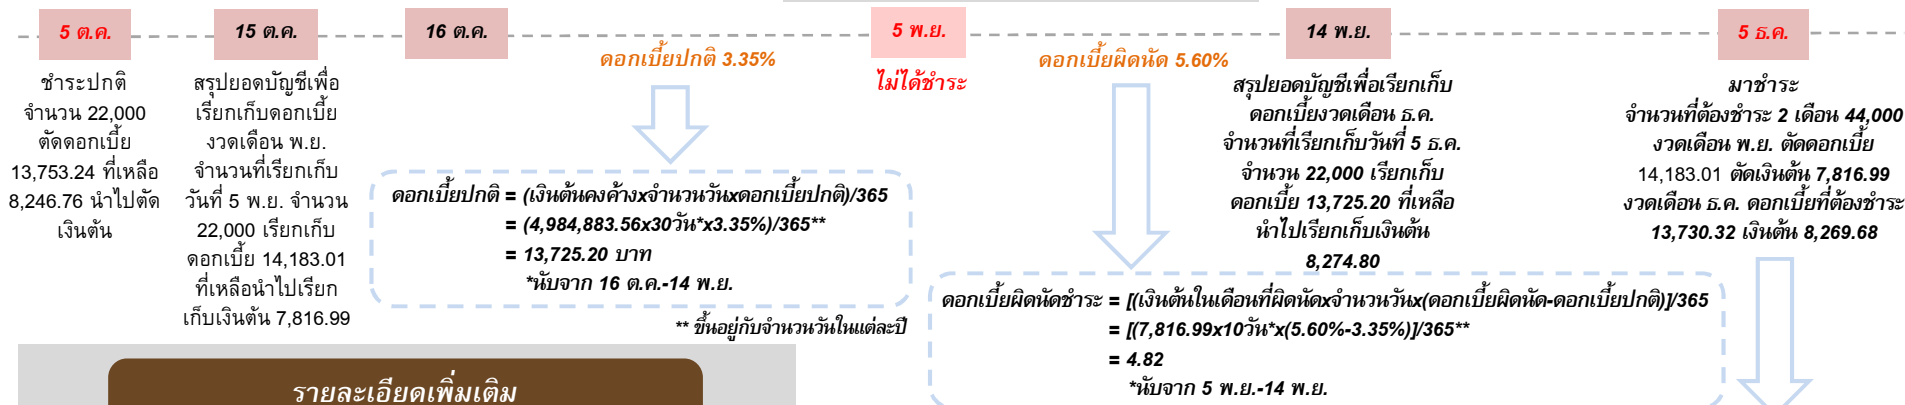 5 ต.ค.
15 ต.ค.
16 ต.ค.
5 พ.ย.
14 พ.ย.
5 ธ.ค.
ชำระปกติ
จำนวน 22,000
ตัดดอกเบี้ย
13,753.24 ที่เหลือ
8,246.76 นำไปตัด
เงินต้น
สรุปยอดบัญชีเพื่อ
เรียกเก็บดอกเบี้ย
งวดเดือน พ.ย.
จำนวนที่เรียกเก็บ
วันที่ 5 พ.ย. จำนวน
22,000 เรียกเก็บ
ดอกเบี้ย 14,183.01
ที่เหลือนำไปเรียก
เก็บเงินต้น 7,816.99
ดอกเบี้ยปกติ 3.35%
ดอกเบี้ยปกติ = (เงินต้นคงค้างxจำนวนวันxดอกเบี้ยปกติ)/365
= (4,984,883.56x30วัน*x3.35%)/365**
= 13,725.20 บาท
*นับจาก 16 ต.ค.-14 พ.ย.
** ขึ้นอยู่กับจำนวนวันในแต่ละปี
ไม่ได้ชำระ
ดอกเบี้ยผิดนัด 5.60%
ดอกเบี้ยผิดนัดชำระ = [(เงินต้นในเดือนที่ผิดนัดxจำนวนวันx(ดอกเบี้ยผิดนัด-ดอกเบี้ยปกติ)]/365
= [(7,816.99x10วัน*x(5.60%-3.35%)]/365**
= 4.82
*นับจาก 5 พ.ย.-14 พ.ย.
สรุปยอดบัญชีเพื่อเรียกเก็บ
ดอกเบี้ยงวดเดือน ธ.ค.
จำนวนที่เรียกเก็บวันที่ 5 ธ.ค.
จำนวน 22,000 เรียกเก็บ
ดอกเบี้ย 13,725.20 ที่เหลือ
นำไปเรียกเก็บเงินต้น
8,274.80
มาชำระ
จำนวนที่ต้องชำระ 2 เดือน 44,000
งวดเดือน พ.ย. ตัดดอกเบี้ย
14,183.01 ตัดเงินต้น 7,816.99
งวดเดือน ธ.ค. ดอกเบี้ยที่ต้องชำระ
13,730.32 เงินต้น 8,269.68
รายละเอียดเพิ่มเติม